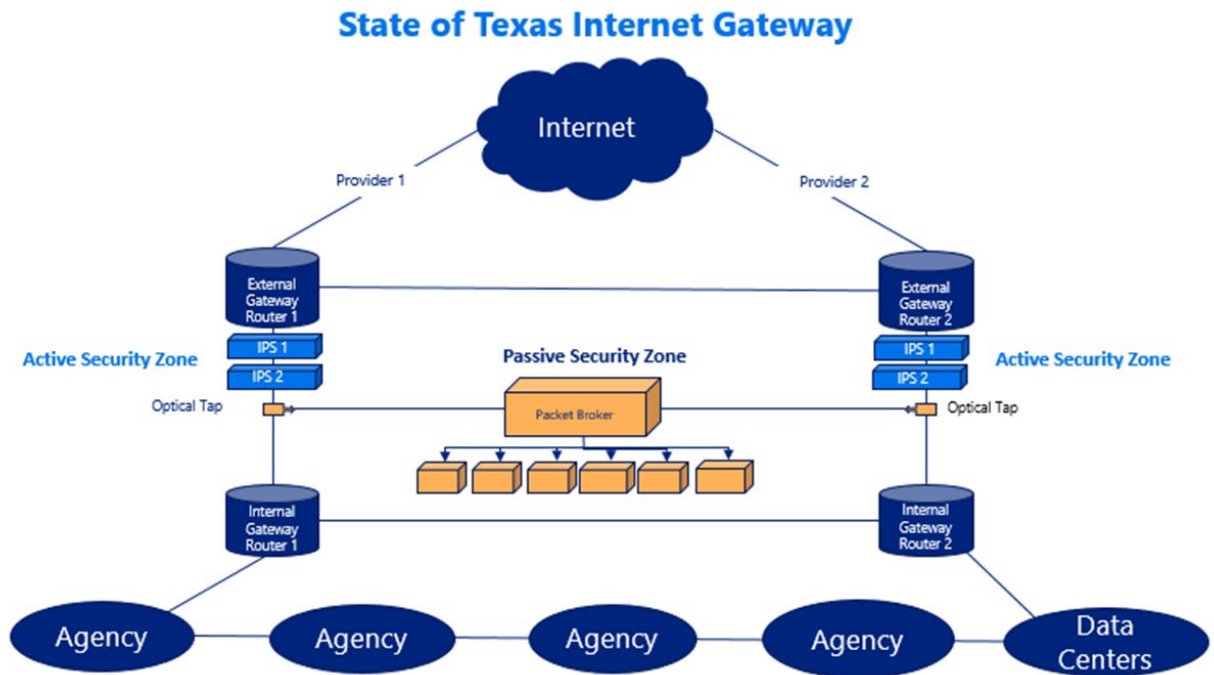 State of Texas Internet Gateway
Internet
Provider 1
Provider 2
External
Gateway
Router 1
External
Gateway
Router 2
IPS 1
IPS 1
Active Security Zone
Passive Security Zone
Active Security Zone
IPS 2
IPS 2
Optical Tap
Packet Broker
Optical Tap
Internal
Gateway
Router 1
Internal
Gateway
Router 2
Agency
Agency
Agency
Agency
Data
Centers